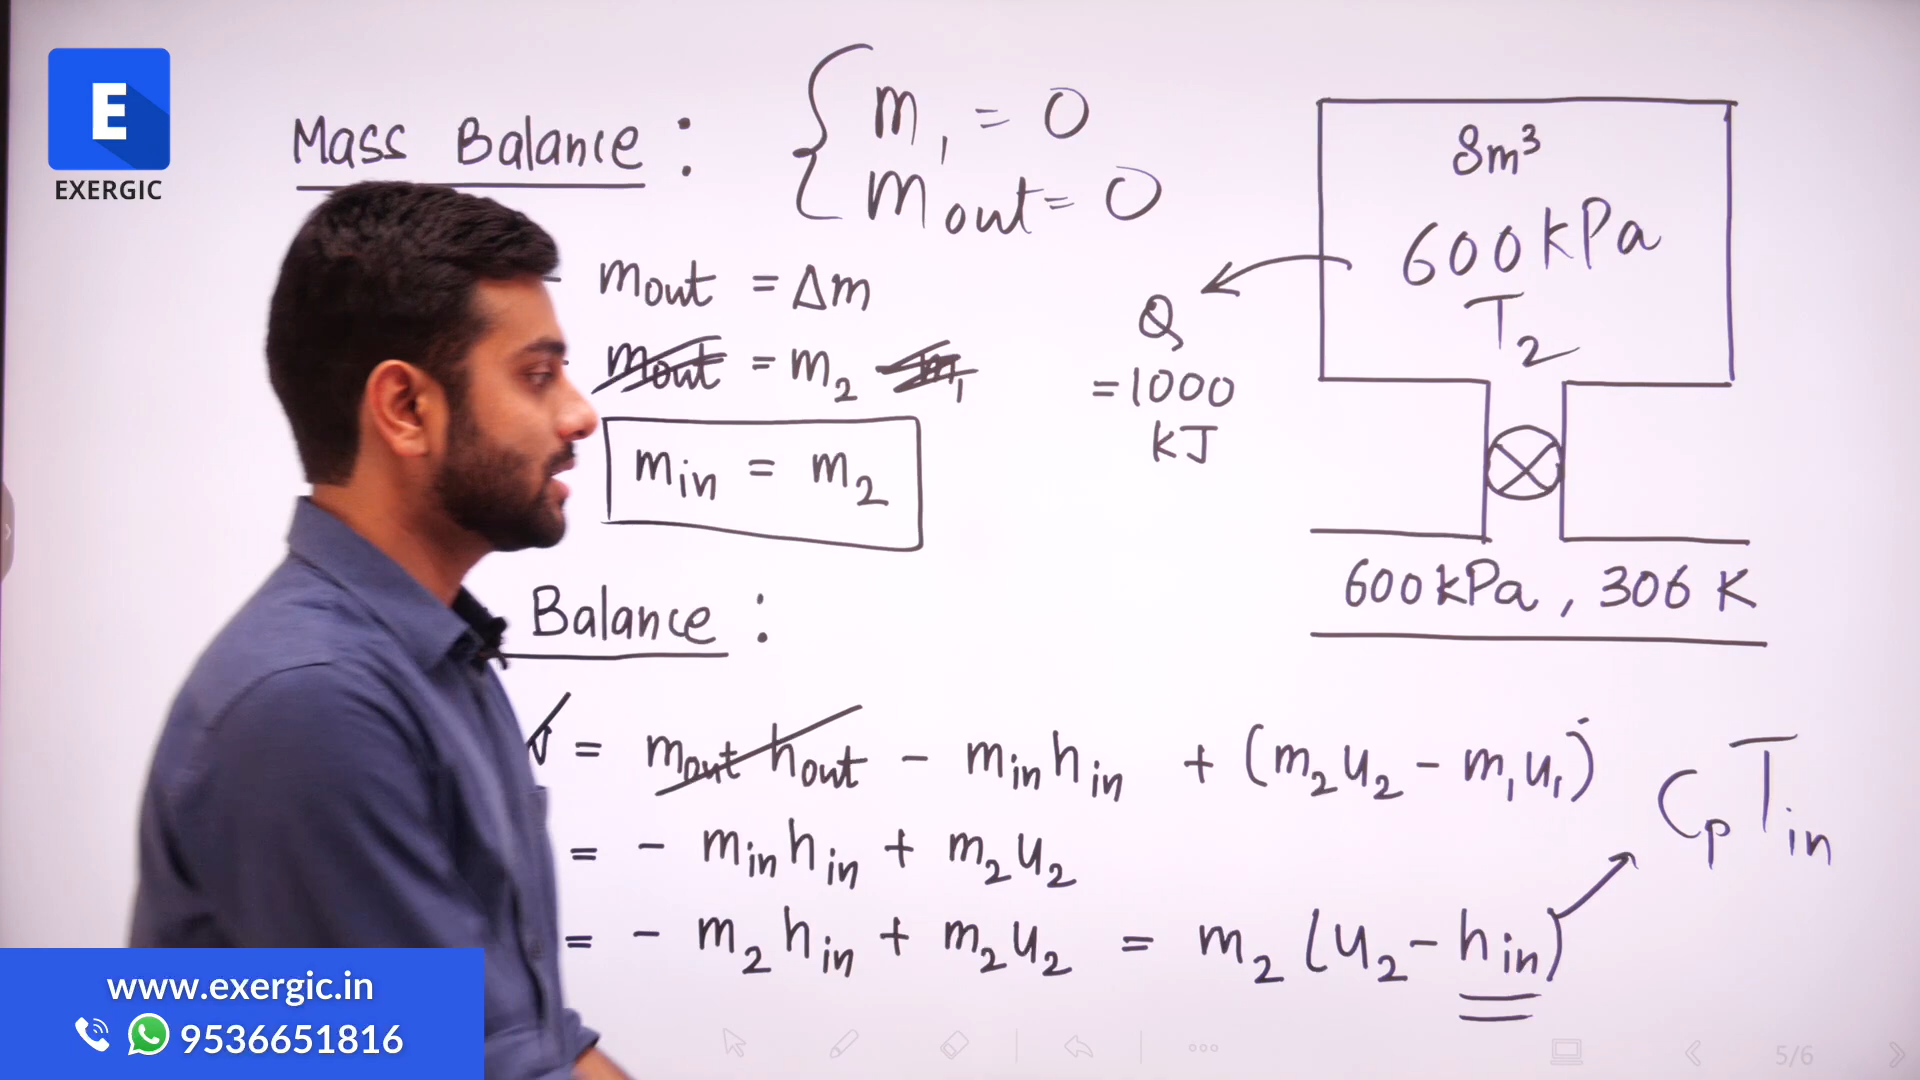 E
EXERGIC
Mass Balance : { m₁ = 0
m out = 0
- mout = Δm
mout = m₂
min = m₂
Balance :
= mout hout - min hin + (m₂u₂ - m₁u₁)
= - min hin + m₂u₂
= - m₂ hin + m₂u₂ = m₂ (u₂ - hin)
Cp Tin
8m³
600 kPa
T₂
Q
= 1000
kJ
600 kPa , 306 K
www.exergic.in
9536651816
5/6